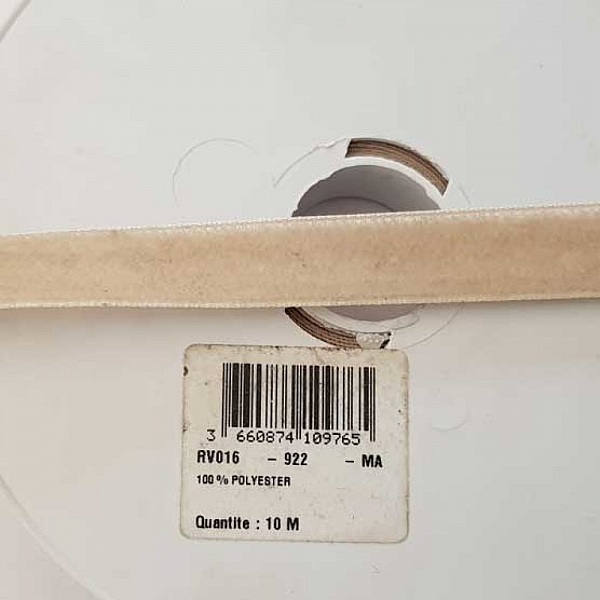 3 660874 109765
RV016 - 922 - MA
100 % POLYESTER
Quantite : 10 M